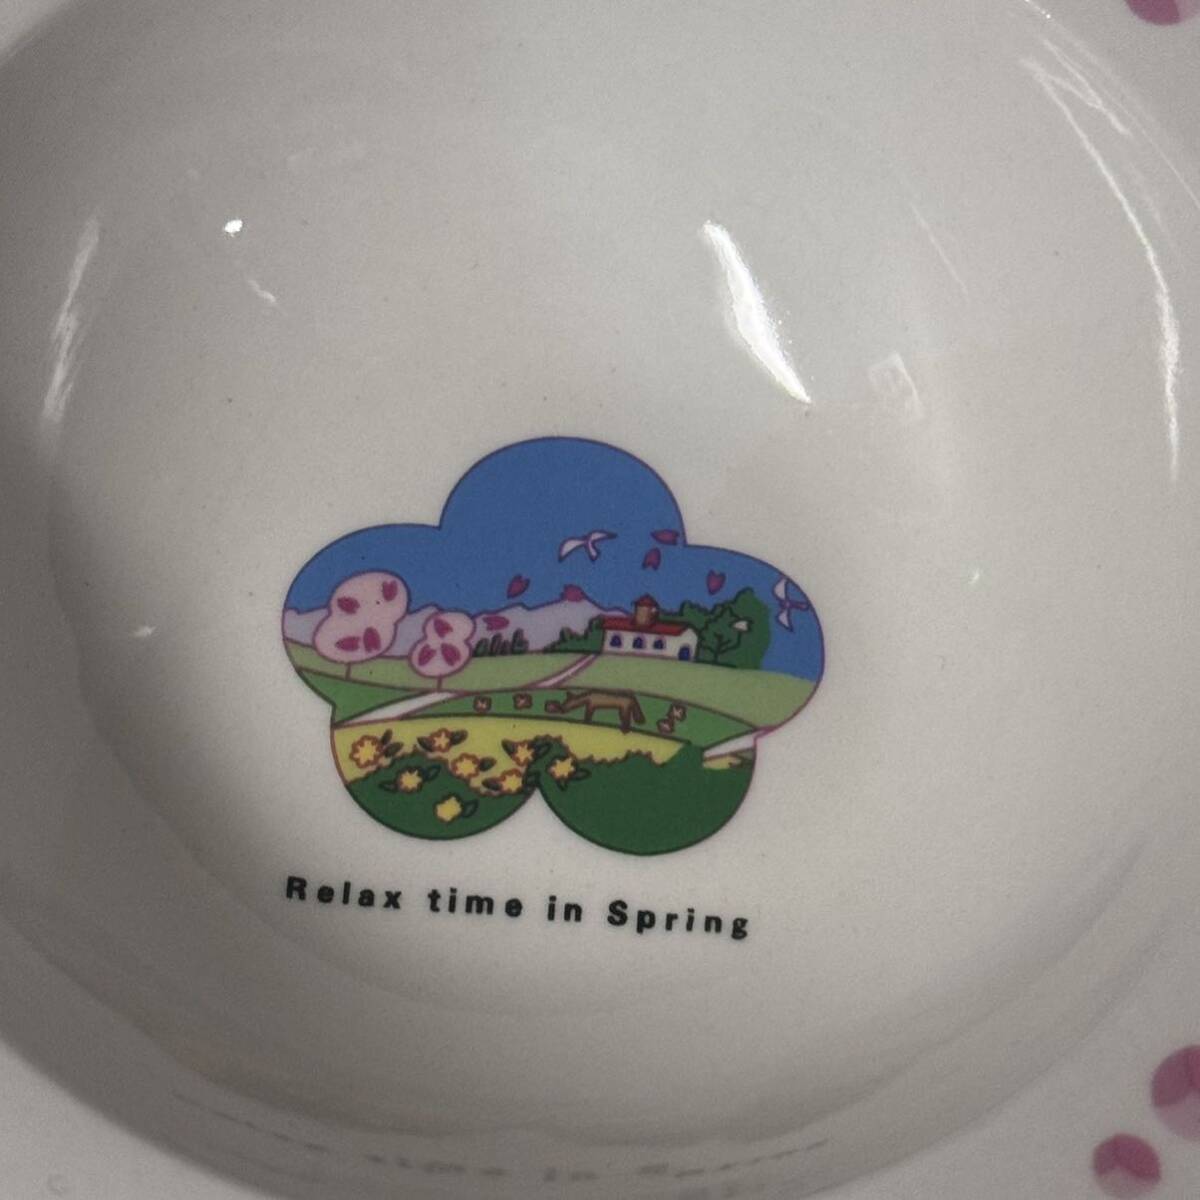 Relax time in Spring